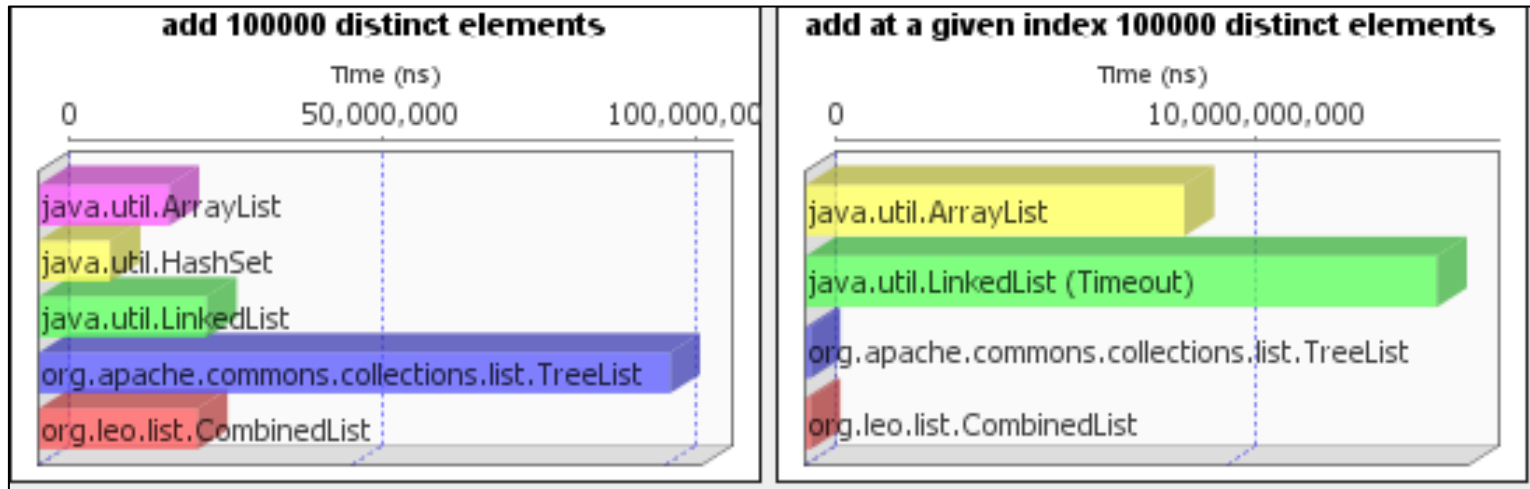 add 100000 distinct elements
Time (ns)
0 50,000,000 100,000,00
java.util.ArrayList
java.util.HashSet
java.util.LinkedList
org.apache.commons.collections.list.TreeList
org.leo.list.CombinedList
add at a given index 100000 distinct elements
Time (ns)
0 10,000,000,000
java.util.ArrayList
java.util.LinkedList (Timeout)
org.apache.commons.collections.list.TreeList
org.leo.list.CombinedList